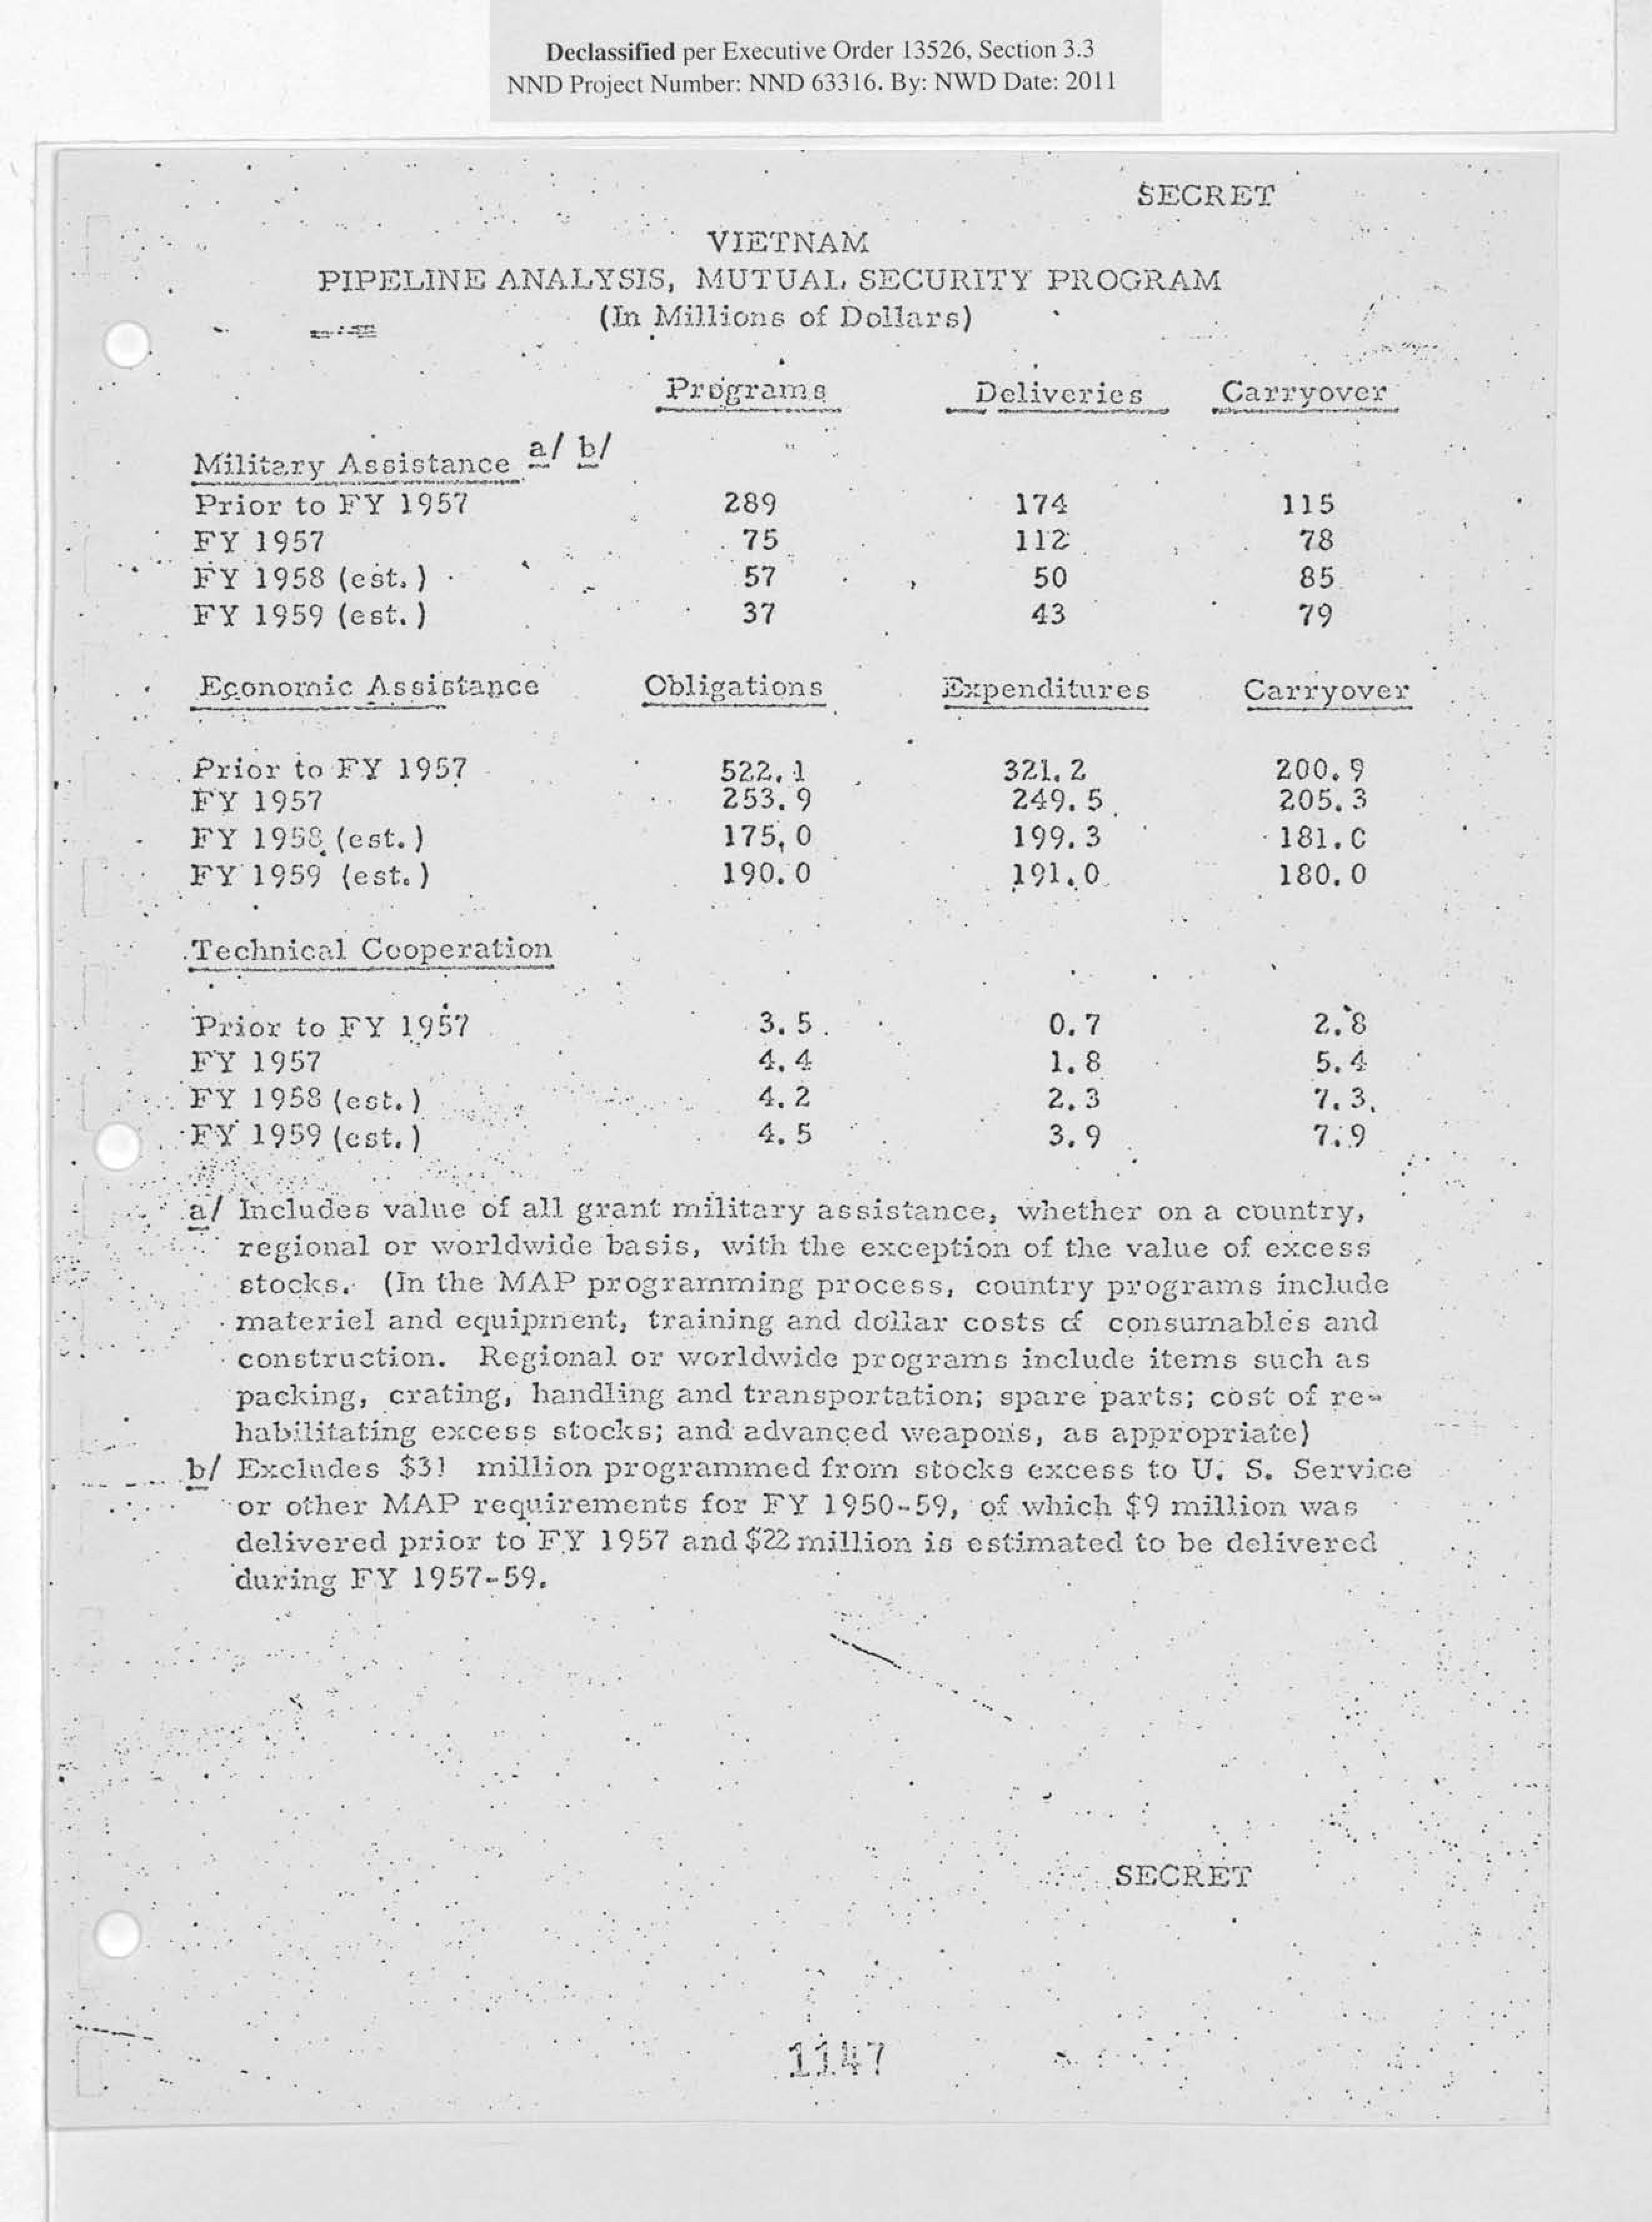 Declassified per Executive Order 13526, Section 3.3
NND Project Number: NND 63316. By: NWD Date: 2011
SECRET
VIETNAM
PIPELINE ANALYSIS, MUTUAL SECURITY PROGRAM
(In Millions of Dollars)
Programs Deliveries Carryover
Military Assistance a/ b/
Prior to FY 1957 289 174 115
FY 1957 75 112 78
FY 1958 (est.) 57 50 85
FY 1959 (est.) 37 43 79
Economic Assistance Obligations Expenditures Carryover
Prior to FY 1957 522.1 321.2 200.9
FY 1957 253.9 249.5 205.3
FY 1958 (est.) 175.0 199.3 181.0
FY 1959 (est.) 190.0 191.0 180.0
Technical Cooperation
Prior to FY 1957 3.5 0.7 2.8
FY 1957 4.4 1.8 5.4
FY 1958 (est.) 4.2 2.3 7.3
FY 1959 (est.) 4.5 3.9 7.9
a/ Includes value of all grant military assistance, whether on a country,
regional or worldwide basis, with the exception of the value of excess
stocks. (In the MAP programming process, country programs include
materiel and equipment, training and dollar costs of consumables and
construction. Regional or worldwide programs include items such as
packing, crating, handling and transportation; spare parts; cost of re-
habilitating excess stocks; and advanced weapons, as appropriate)
b/ Excludes $31 million programmed from stocks excess to U. S. Service
or other MAP requirements for FY 1950-59, of which $9 million was
delivered prior to FY 1957 and $22 million is estimated to be delivered
during FY 1957-59.
SECRET
1147